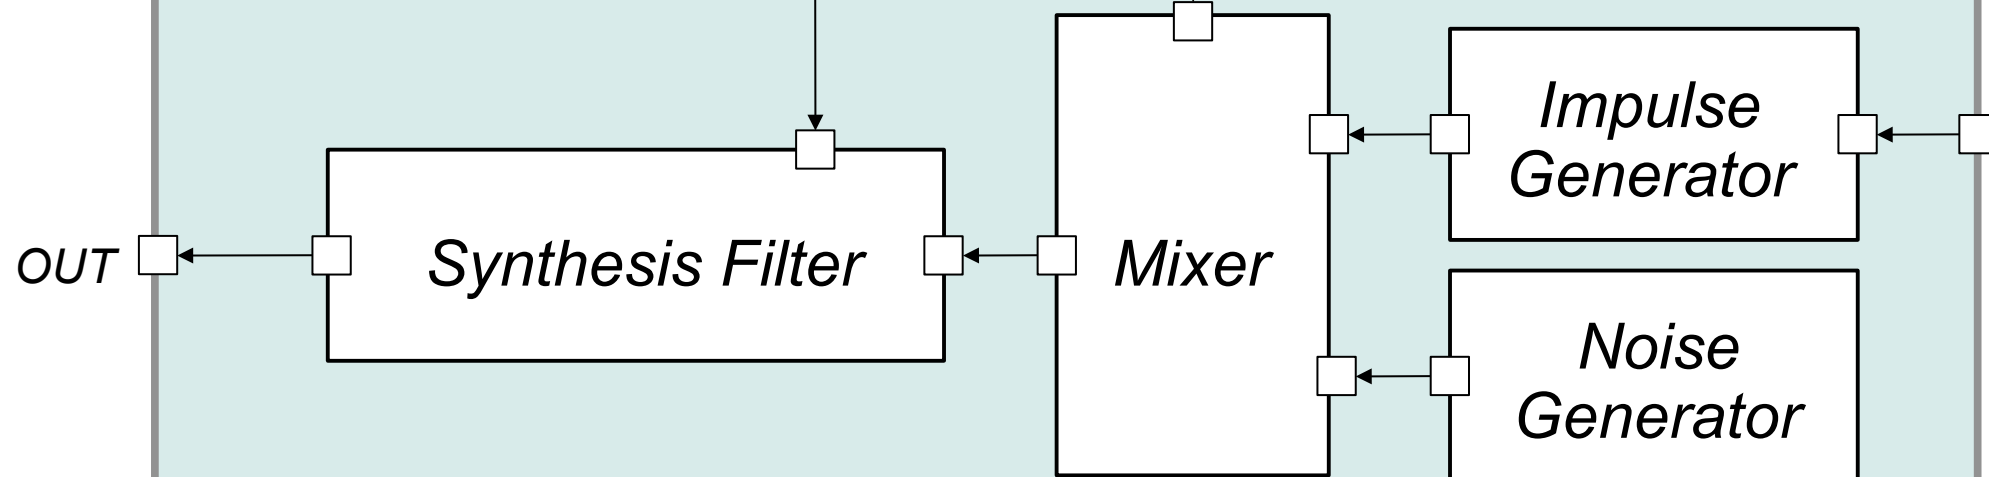 Impulse
Generator
OUT
Synthesis Filter
Mixer
Noise
Generator